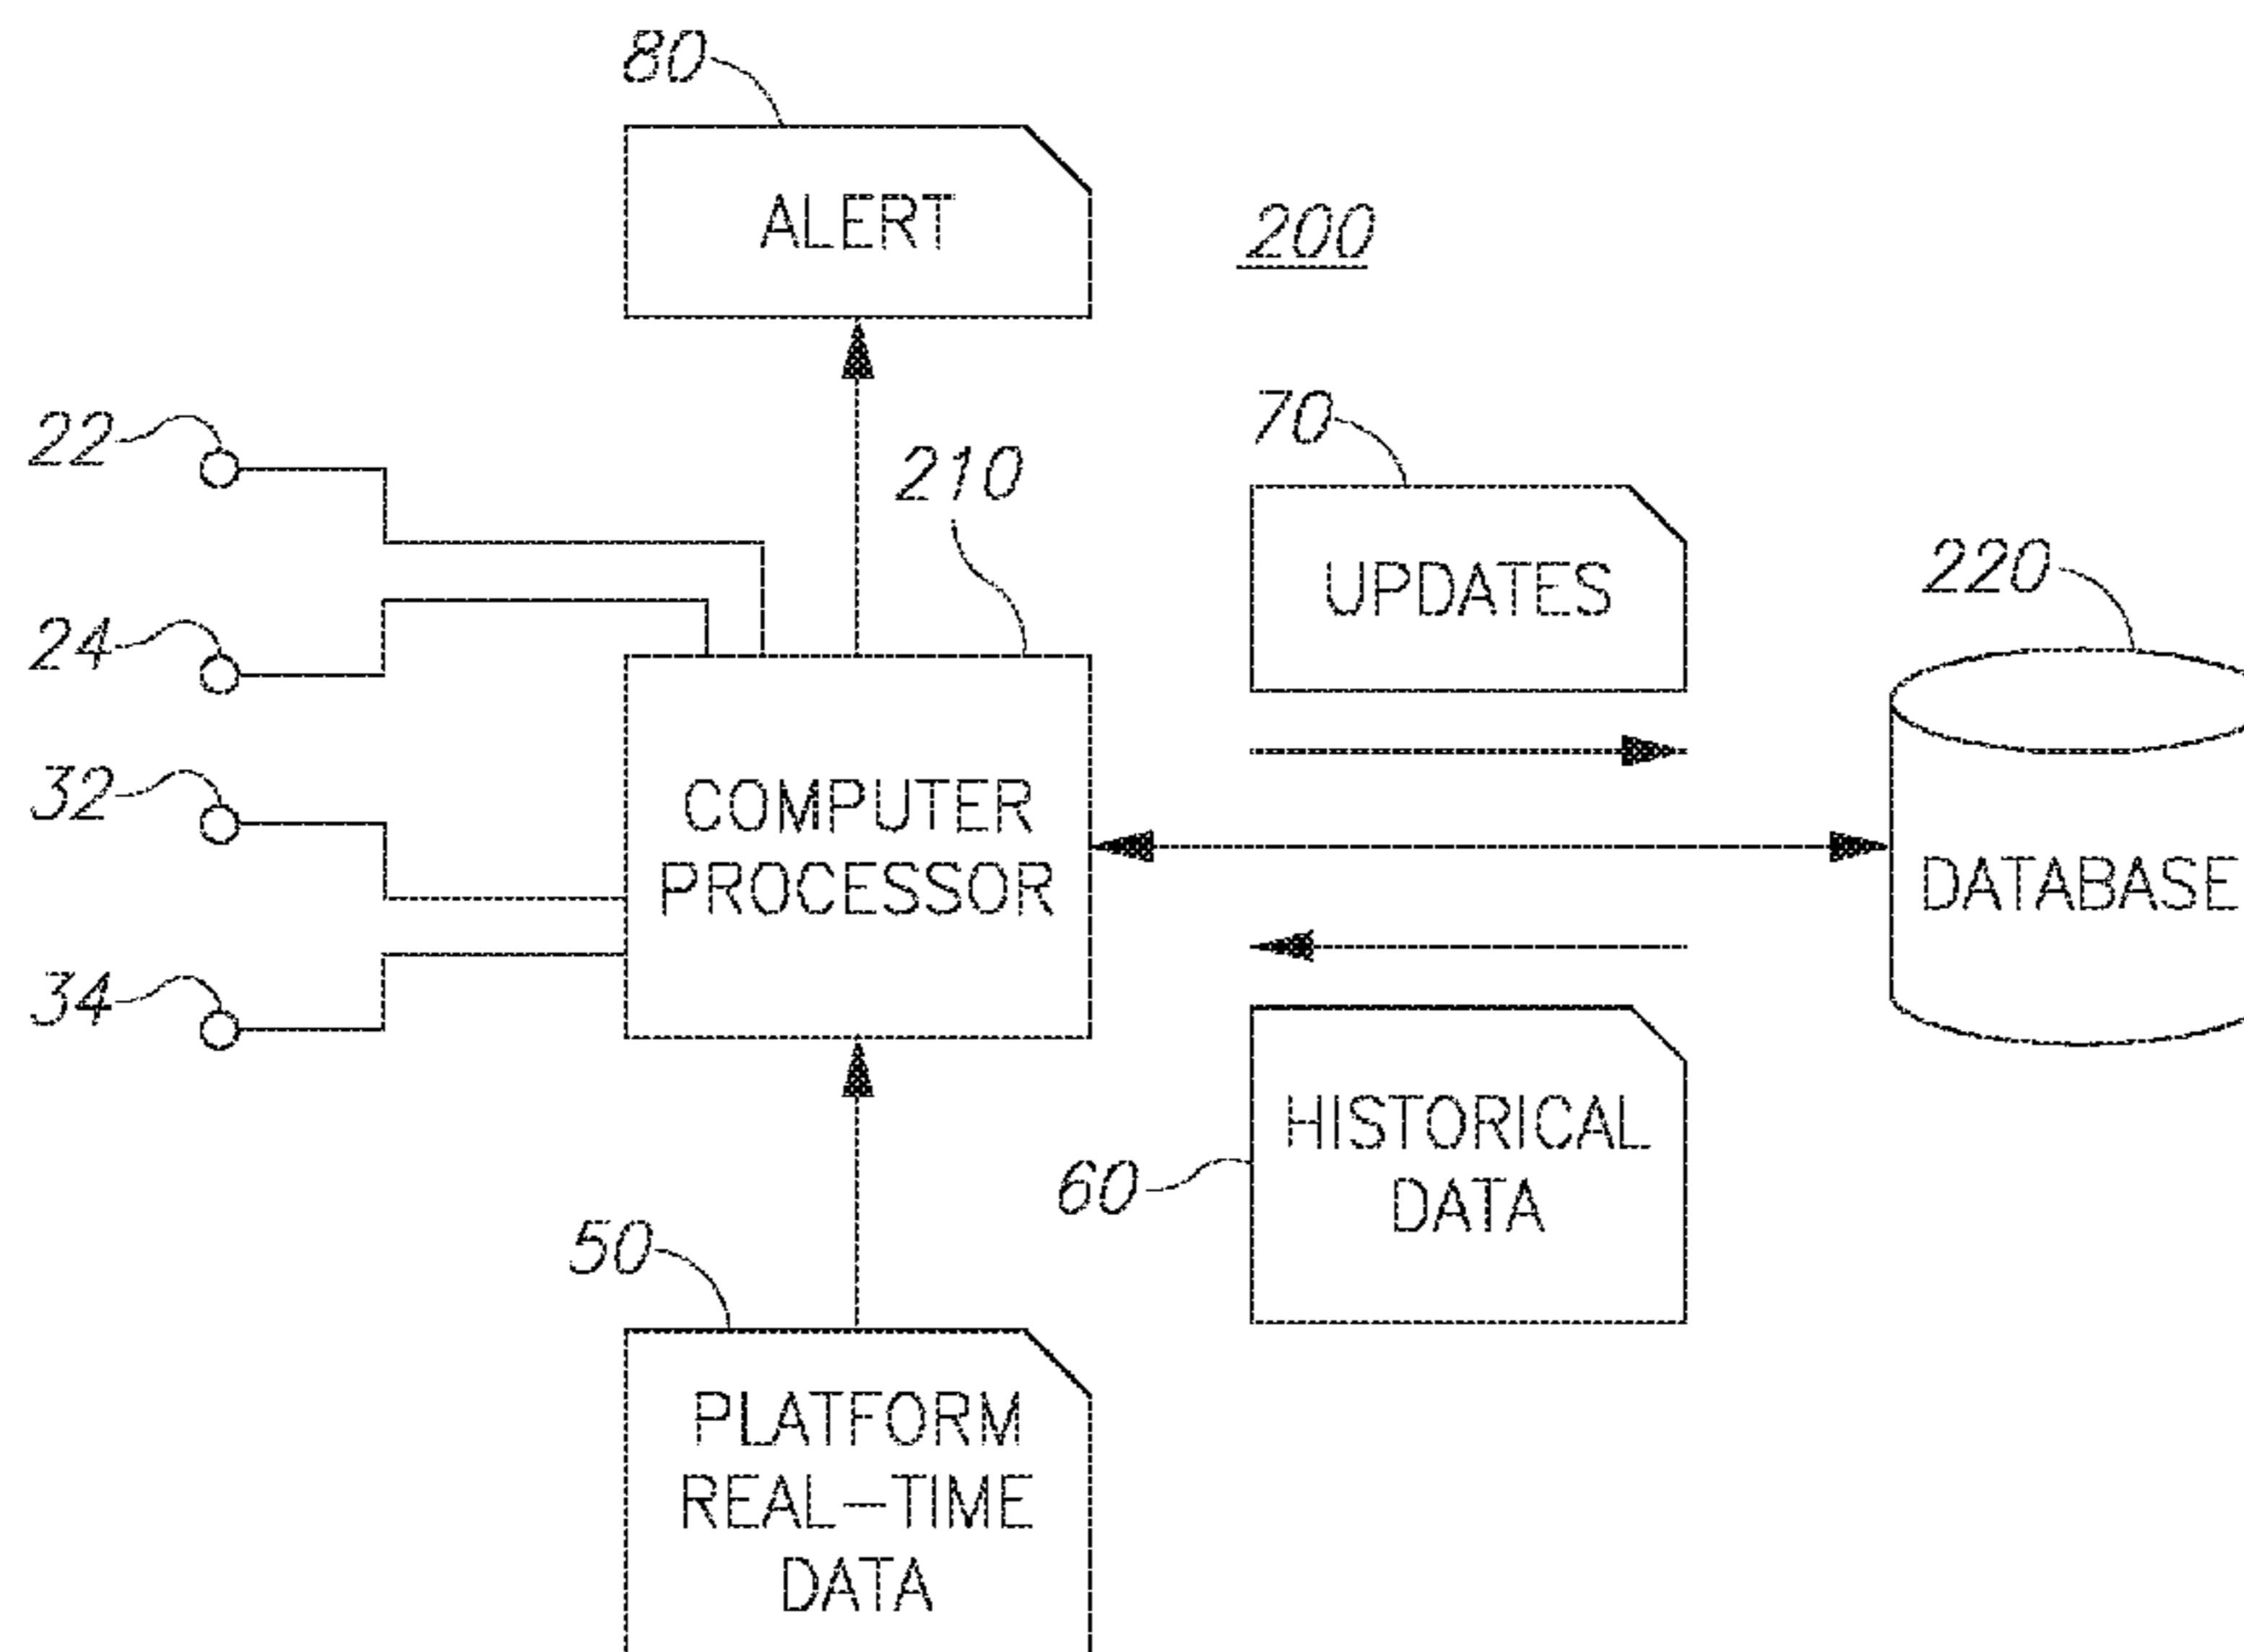 80
ALERT
200
22
210
70
UPDATES
24
220
32
COMPUTER
PROCESSOR
DATABASE
34
HISTORICAL
DATA
60
50
PLATFORM
REAL-TIME
DATA